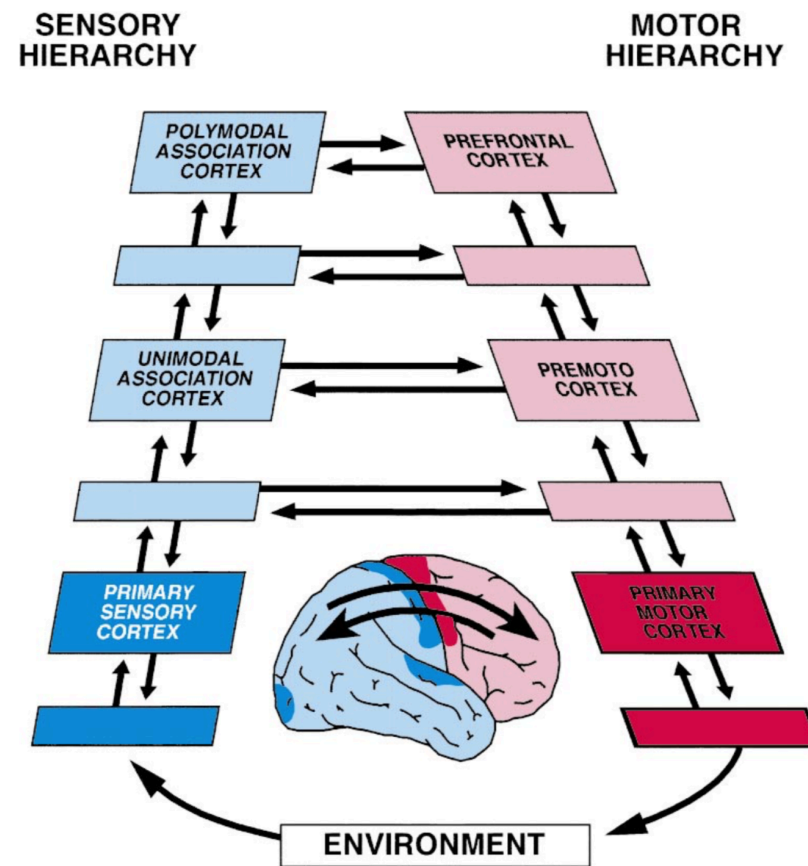 SENSORY
HIERARCHY
MOTOR
HIERARCHY
POLYMODAL
ASSOCIATION
CORTEX
PREFRONTAL
CORTEX
UNIMODAL
ASSOCIATION
CORTEX
PREMOTO
CORTEX
PRIMARY
SENSORY
CORTEX
PRIMARY
MOTOR
CORTEX
ENVIRONMENT